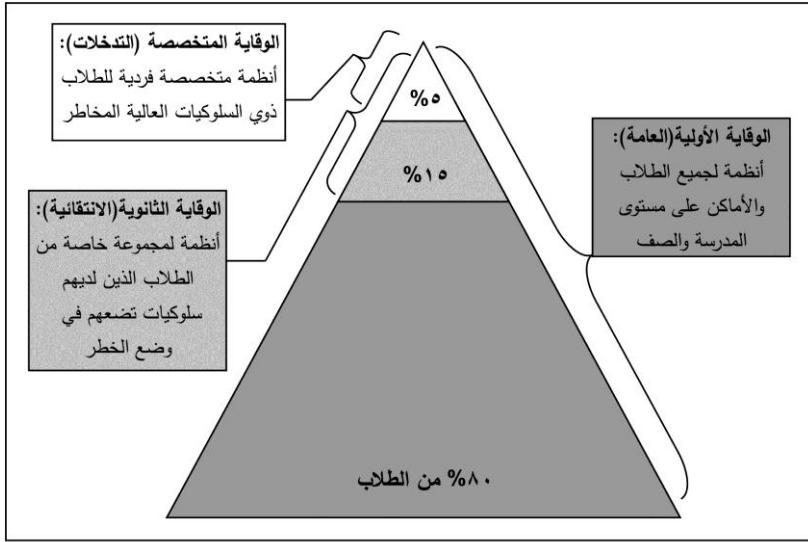 الوقاية المتخصصة (التدخلات):
أنظمة متخصصة فردية للطلاب
ذوي السلوكيات العالية المخاطر
%٥
الوقاية الأولية(العامة):
أنظمة لجميع الطلاب
والأماكن على مستوى
المدرسة والصف
%١٥
الوقاية الثانوية(الانتقائية):
أنظمة لمجموعة خاصة من
الطلاب الذين لديهم
سلوكيات تضعهم في
وضع الخطر
%٨٠ من الطلاب